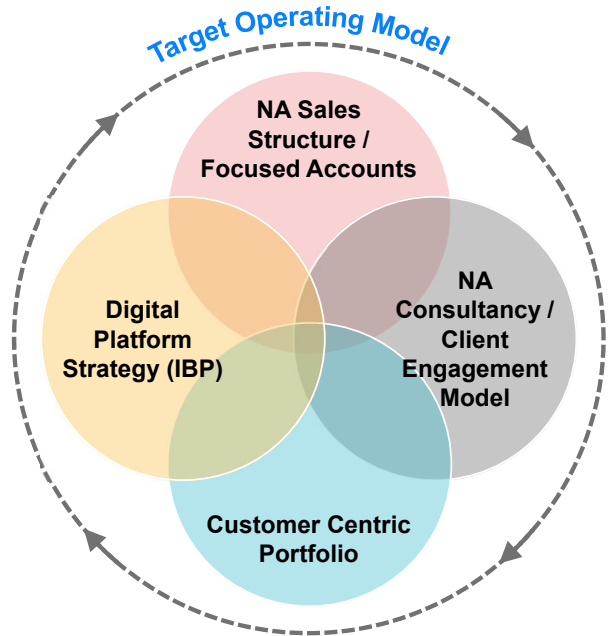 Target Operating Model
NA Sales
Structure /
Focused Accounts
Digital
Platform
Strategy (IBP)
NA
Consultancy /
Client
Engagement
Model
Customer Centric
Portfolio